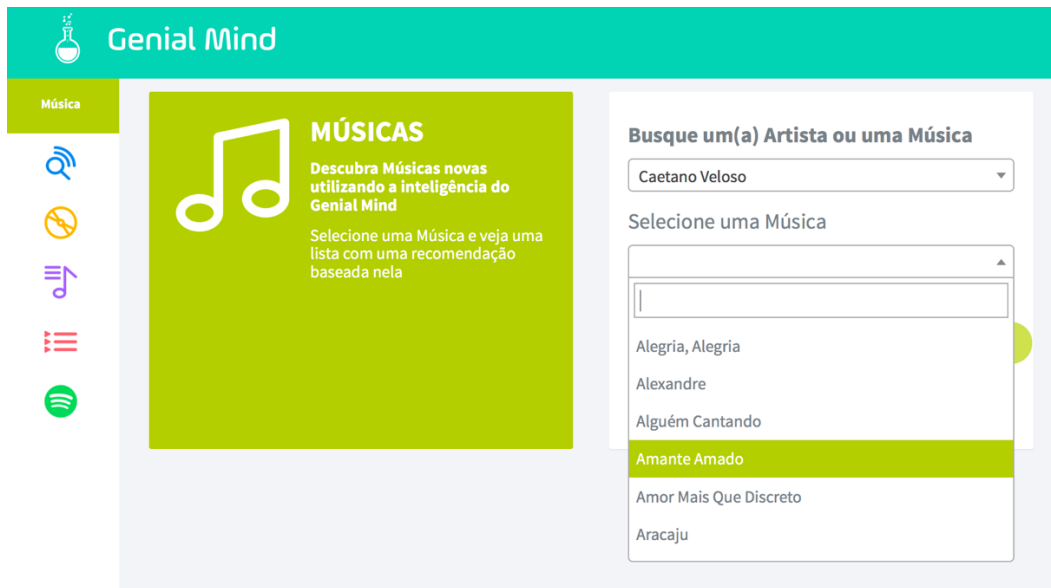 Genial Mind
Música
MÚSICAS
Descubra Músicas novas
utilizando a inteligência do
Genial Mind
Selecione uma Música e veja uma
lista com uma recomendação
baseada nela
Busque um(a) Artista ou uma Música
Caetano Veloso
Selecione uma Música
Alegria, Alegria
Alexandre
Alguém Cantando
Amante Amado
Amor Mais Que Discreto
Aracaju